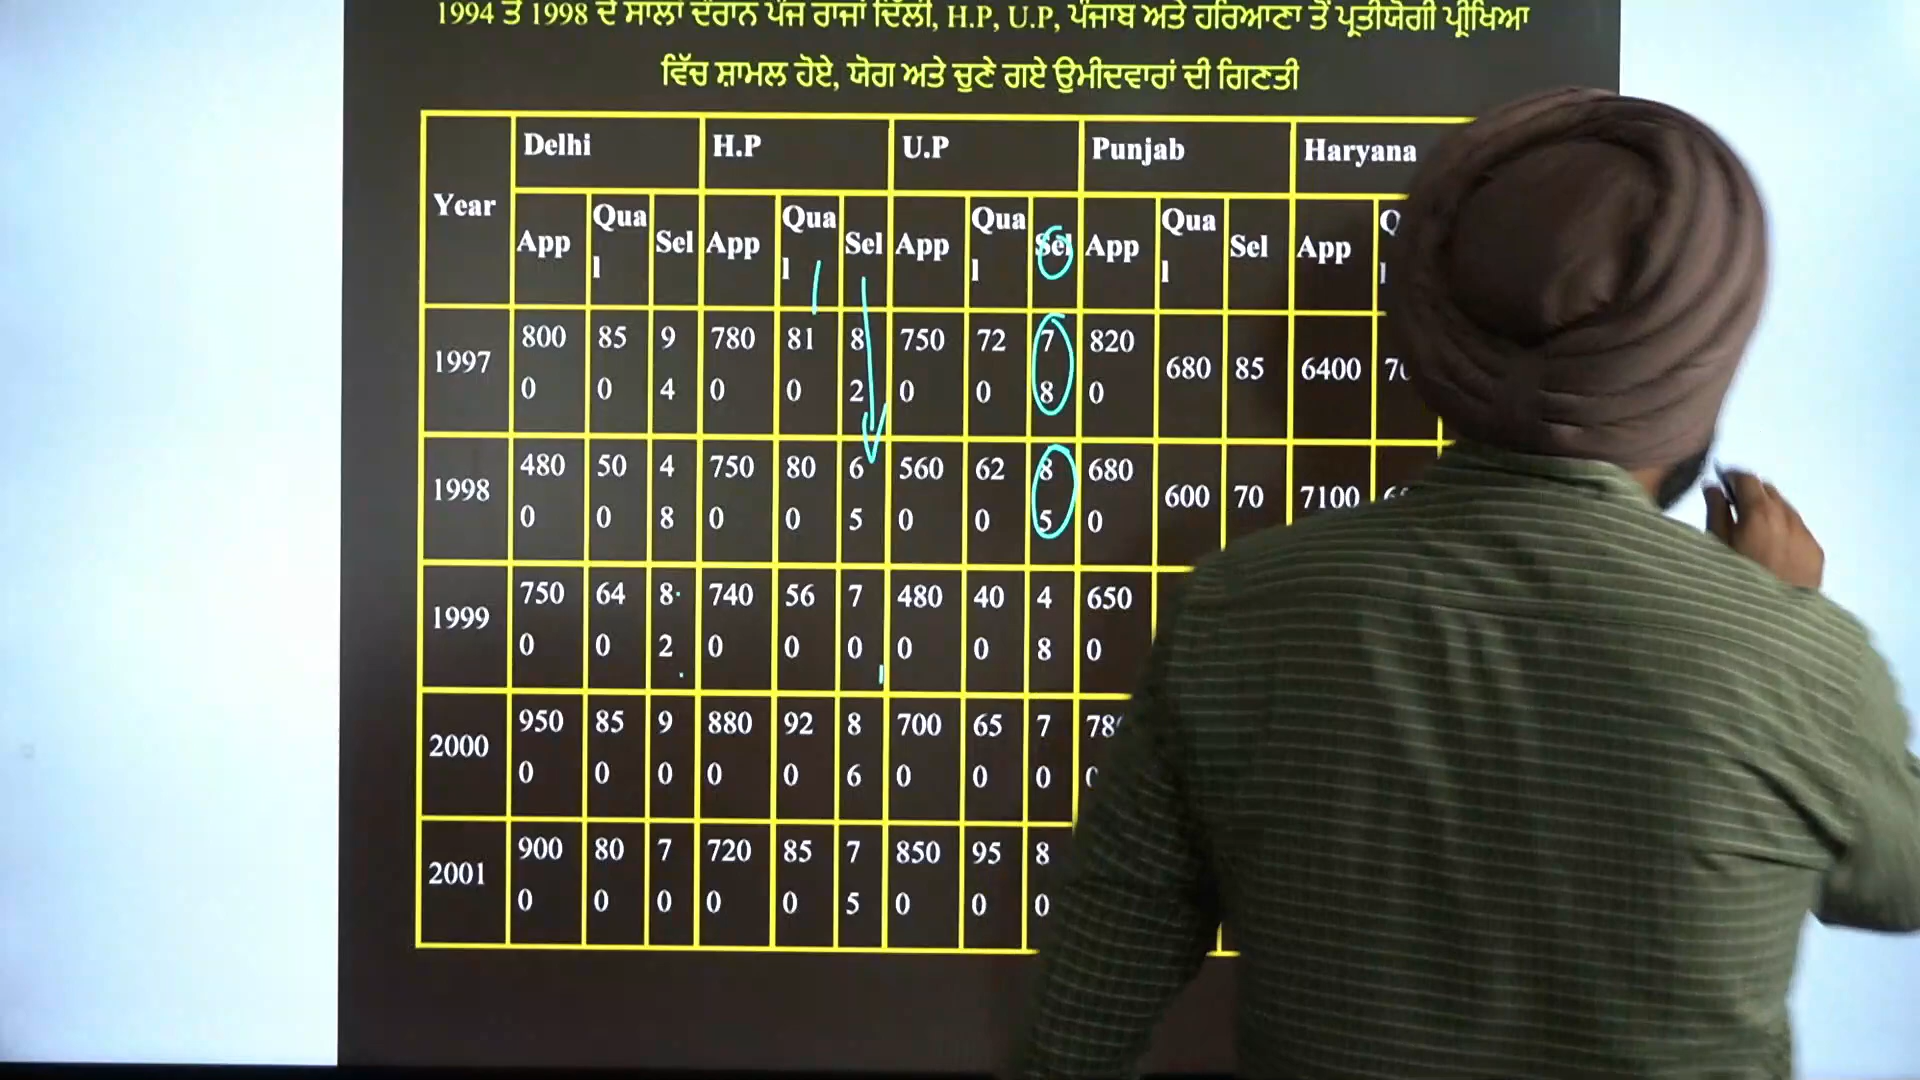 1994 ਤੋਂ 1998 ਦੇ ਸਾਲਾਂ ਦੌਰਾਨ ਪੰਜ ਰਾਜਾਂ ਦਿੱਲੀ, H.P, U.P, ਪੰਜਾਬ ਅਤੇ ਹਰਿਆਣਾ ਤੋਂ ਪ੍ਰਤੀਯੋਗੀ ਪ੍ਰੀਖਿਆ
ਵਿੱਚ ਸ਼ਾਮਲ ਹੋਏ, ਯੋਗ ਅਤੇ ਚੁਣੇ ਗਏ ਉਮੀਦਵਾਰਾਂ ਦੀ ਗਿਣਤੀ
Year Delhi H.P U.P Punjab Haryana
App Qual Sel App Qual Sel App Qual Sel App Qual Sel App
1997 8000 850 94 7800 810 82 7500 720 78 8200 680 85 6400
1998 4800 500 48 7500 800 65 5600 620 85 6800 600 70 7100
1999 7500 640 82 7400 560 70 4800 400 48 6500
2000 9500 850 90 8800 920 86 7000 650 70
2001 9000 800 70 7200 850 75 8500 950 80